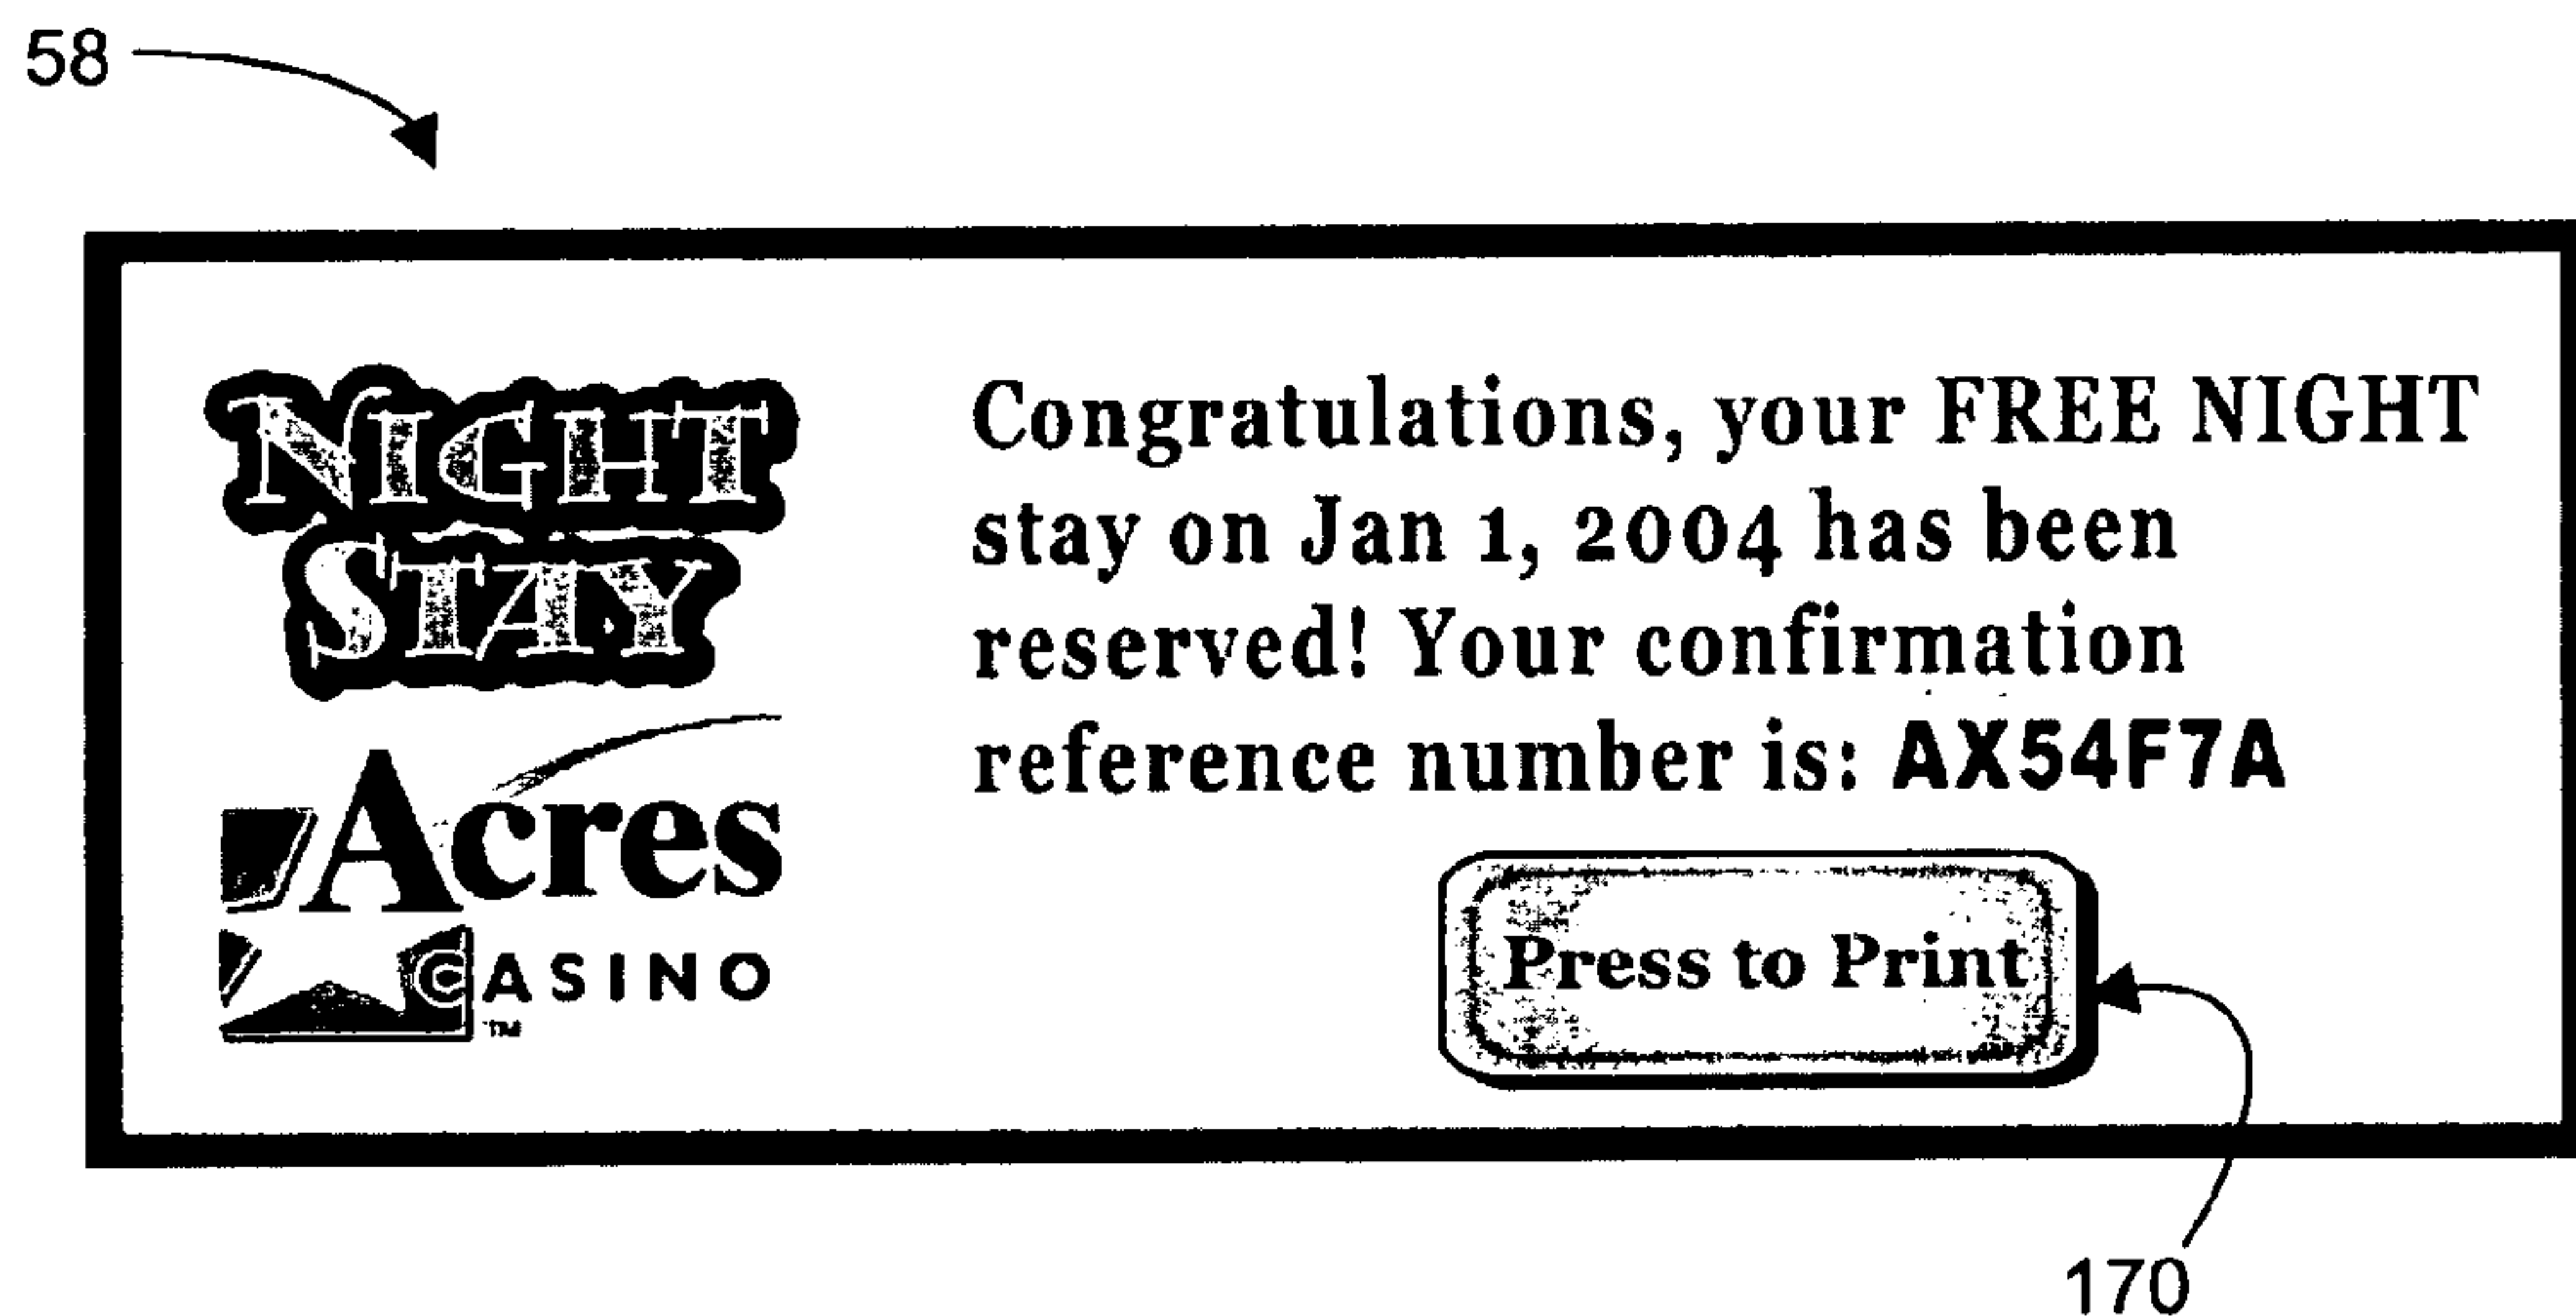 58
NIGHT
STAY
Acres
CASINO
™
Congratulations, your FREE NIGHT
stay on Jan 1, 2004 has been
reserved! Your confirmation
reference number is: AX54F7A
Press to Print
170